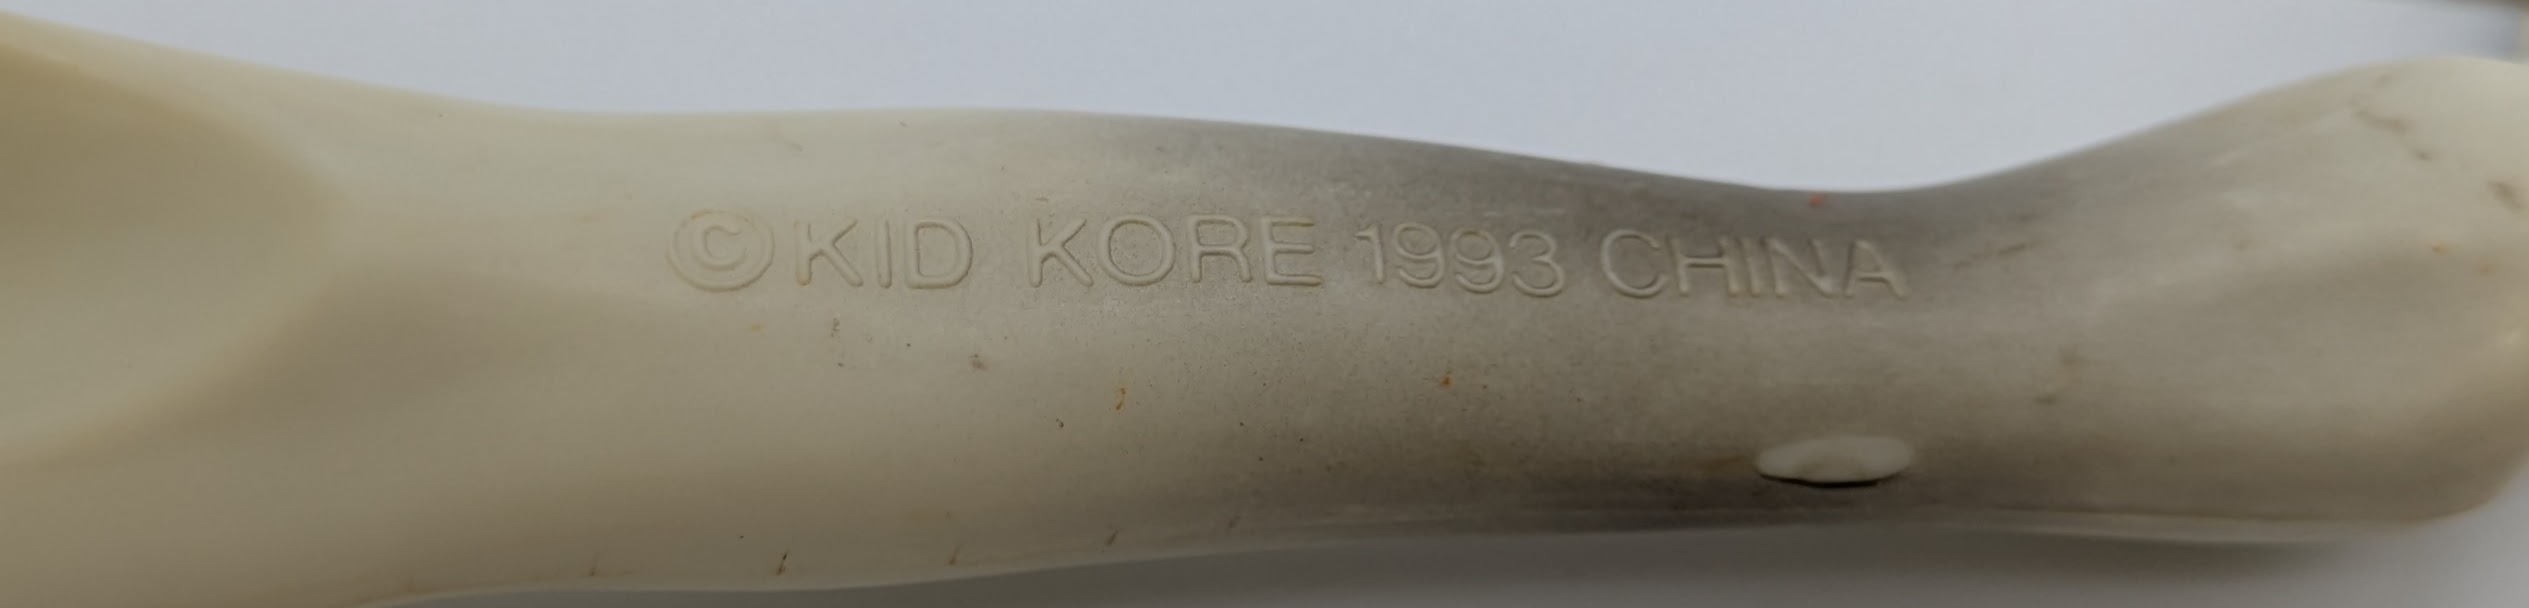 ©KID KORE 1993 CHINA